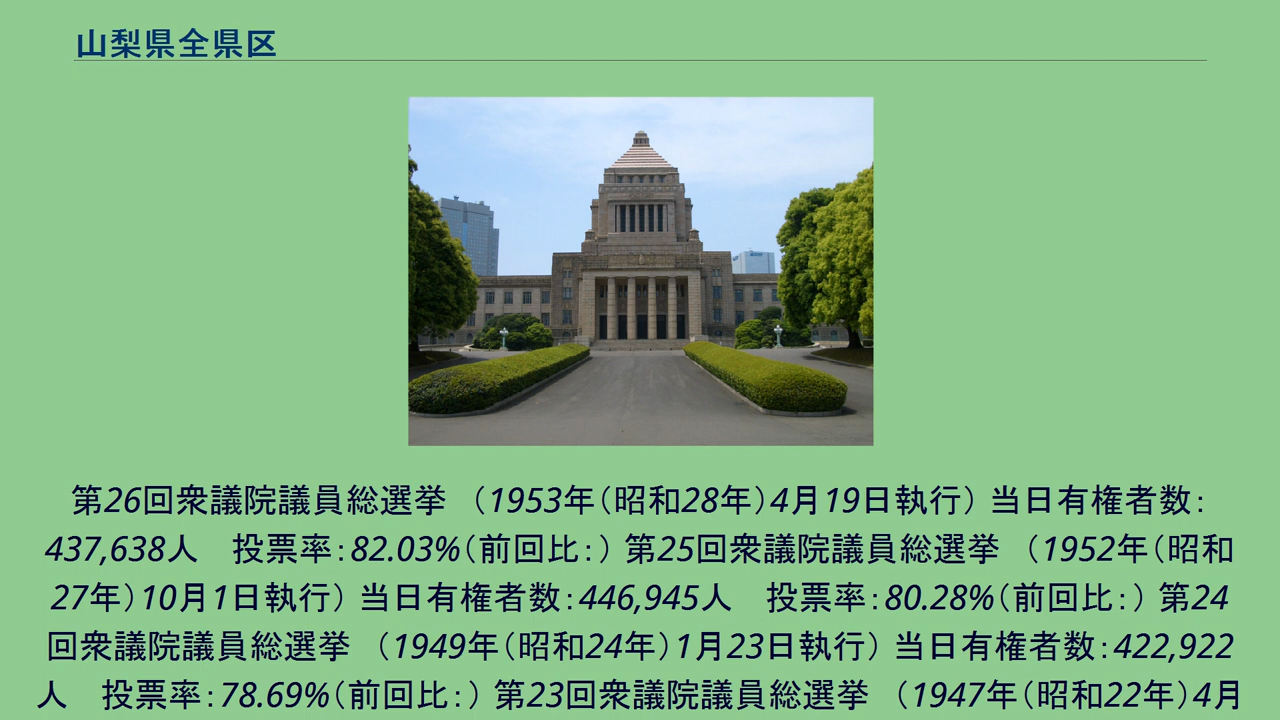 山梨県全県区
第26回衆議院議員総選挙　（1953年（昭和28年）4月19日執行） 当日有権者数：
437,638人　投票率：82.03%（前回比：） 第25回衆議院議員総選挙　（1952年（昭和
27年）10月1日執行） 当日有権者数：446,945人　投票率：80.28%（前回比：） 第24
回衆議院議員総選挙　（1949年（昭和24年）1月23日執行） 当日有権者数：422,922
人　投票率：78.69%（前回比：） 第23回衆議院議員総選挙　（1947年（昭和22年）4月